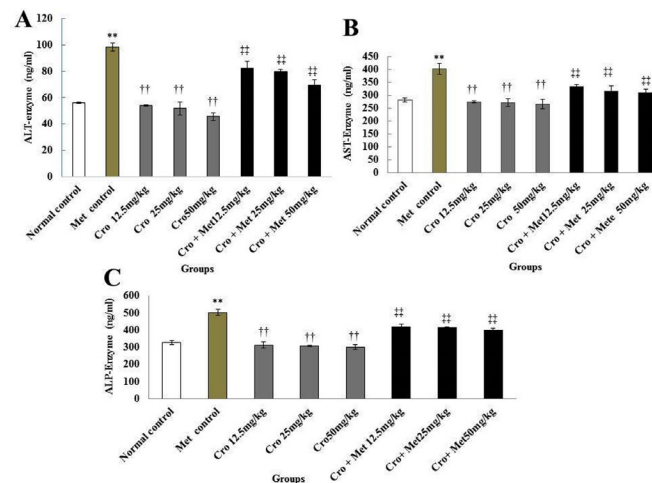 A
ALT-enzyme (ng/ml)
120
100
80
60
40
20
0
**
††
††
††
‡‡
‡‡
‡‡
Normal control
Met control
Cro 12.5mg/kg
Cro 25mg/kg
Cro50mg/kg
Cro + Met12.5mg/kg
Cro + Met 25mg/kg
Cro + Met 50mg/kg
Groups
B
AST-Enzyme (ng/ml)
450
400
350
300
250
200
150
100
50
0
**
††
††
††
‡‡
‡‡
‡‡
Normal control
Met control
Cro 12.5mg/kg
Cro 25mg/kg
Cro 50mg/kg
Cro + Met12.5mg/kg
Cro + Met 25mg/kg
Cro + Mete 50mg/kg
Groups
C
ALP-Enzyme (ng/ml)
600
500
400
300
200
100
0
**
††
††
††
‡‡
‡‡
‡‡
Normal control
Met control
Cro 12.5mg/kg
Cro 25mg/kg
Cro50mg/kg
Cro + Met 12.5mg/kg
Cro+ Met25mg/kg
Cro+ Met50mg/kg
Groups